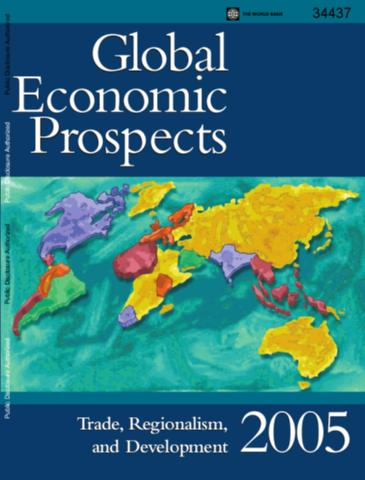 THE WORLD BANK
34437
Global
Economic
Prospects
Trade, Regionalism,
and Development
2005
Public Disclosure Authorized
Public Disclosure Authorized
Public Disclosure Authorized
Public Disclosure Authorized